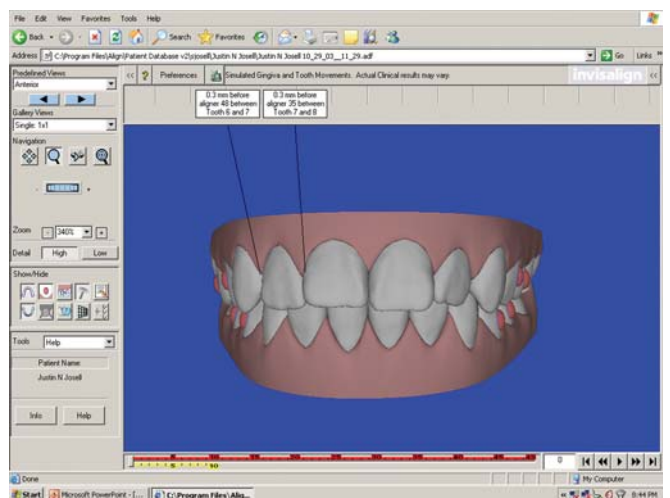 File Edit View Favorites Tools Help
Back Search Favorites
Address C:\Program Files\Align\Patient Database v2\sjosell\Justin N Josell\Justin N Josell 10_29_03__11_29.adf Go Links »
Predefined Views
Anterior
<< Preferences Simulated Gingiva and Tooth Movements. Actual Clinical results may vary. invisalign <<
Gallery Views
Single: 1x1
0.3 mm before
aligner 48 between
Tooth 6 and 7
0.3 mm before
aligner 35 between
Tooth 7 and 8
Navigation
Zoom - 340% +
Detail High Low
Show/Hide
Tools Help
Patient Name:
Justin N Josell
Info Help
0
Done My Computer
Start Microsoft PowerPoint - [... C:\Program Files\Alig... 8:44 PM